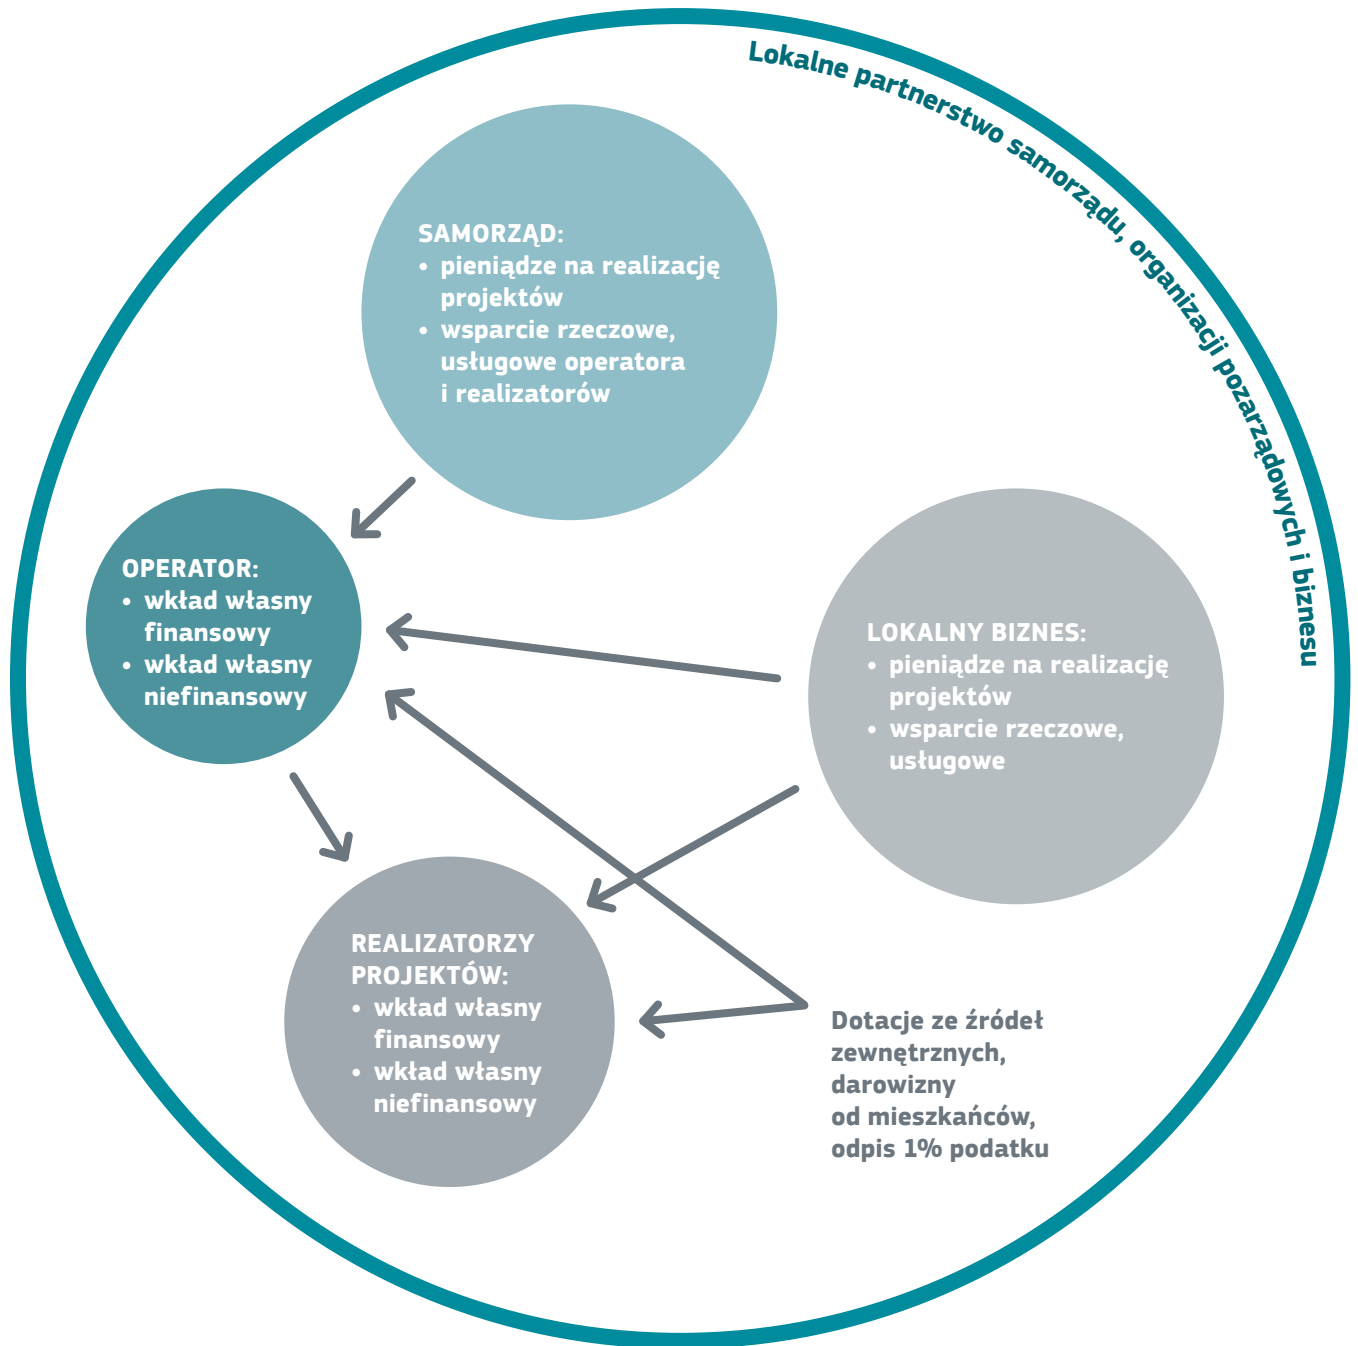 Lokalne partnerstwo samorządu, organizacji pozarządowych i biznesu
SAMORZĄD:
• pieniądze na realizację
projektów
• wsparcie rzeczowe,
usługowe operatora
i realizatorów
OPERATOR:
• wkład własny
finansowy
• wkład własny
niefinansowy
LOKALNY BIZNES:
• pieniądze na realizację
projektów
• wsparcie rzeczowe,
usługowe
REALIZATORZY
PROJEKTÓW:
• wkład własny
finansowy
• wkład własny
niefinansowy
Dotacje ze źródeł
zewnętrznych,
darowizny
od mieszkańców,
odpis 1% podatku